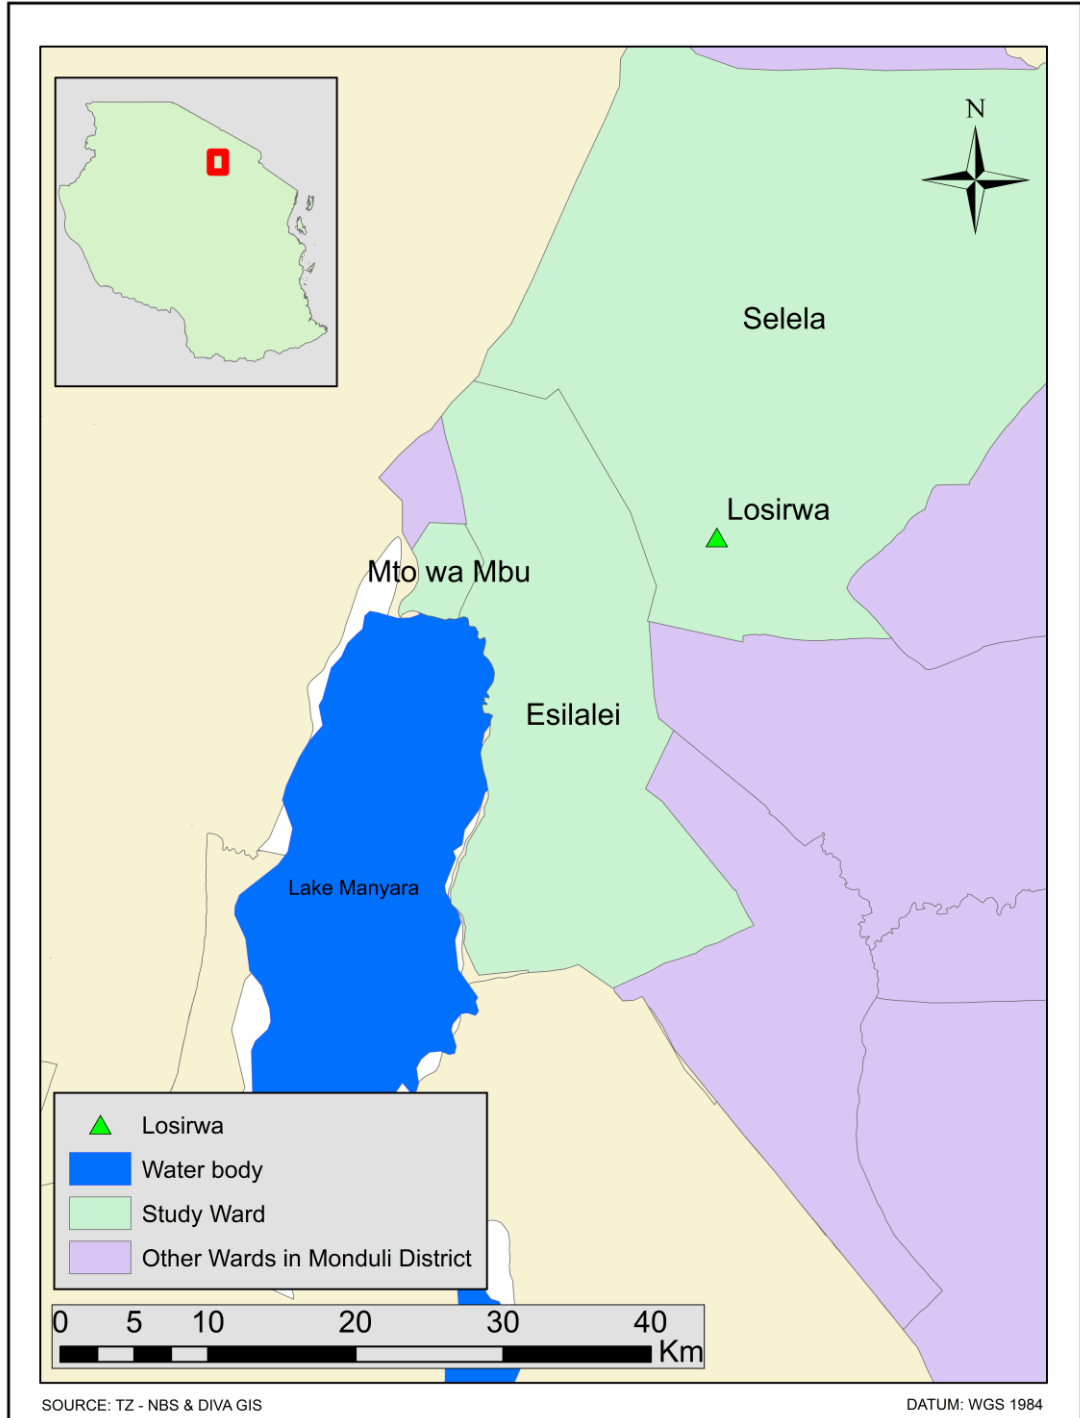 N
Selela
Losirwa
Mto wa Mbu
Esilalei
Lake Manyara
Losirwa
Water body
Study Ward
Other Wards in Monduli District
0 5 10 20 30 40
Km
SOURCE: TZ - NBS & DIVA GIS
DATUM: WGS 1984